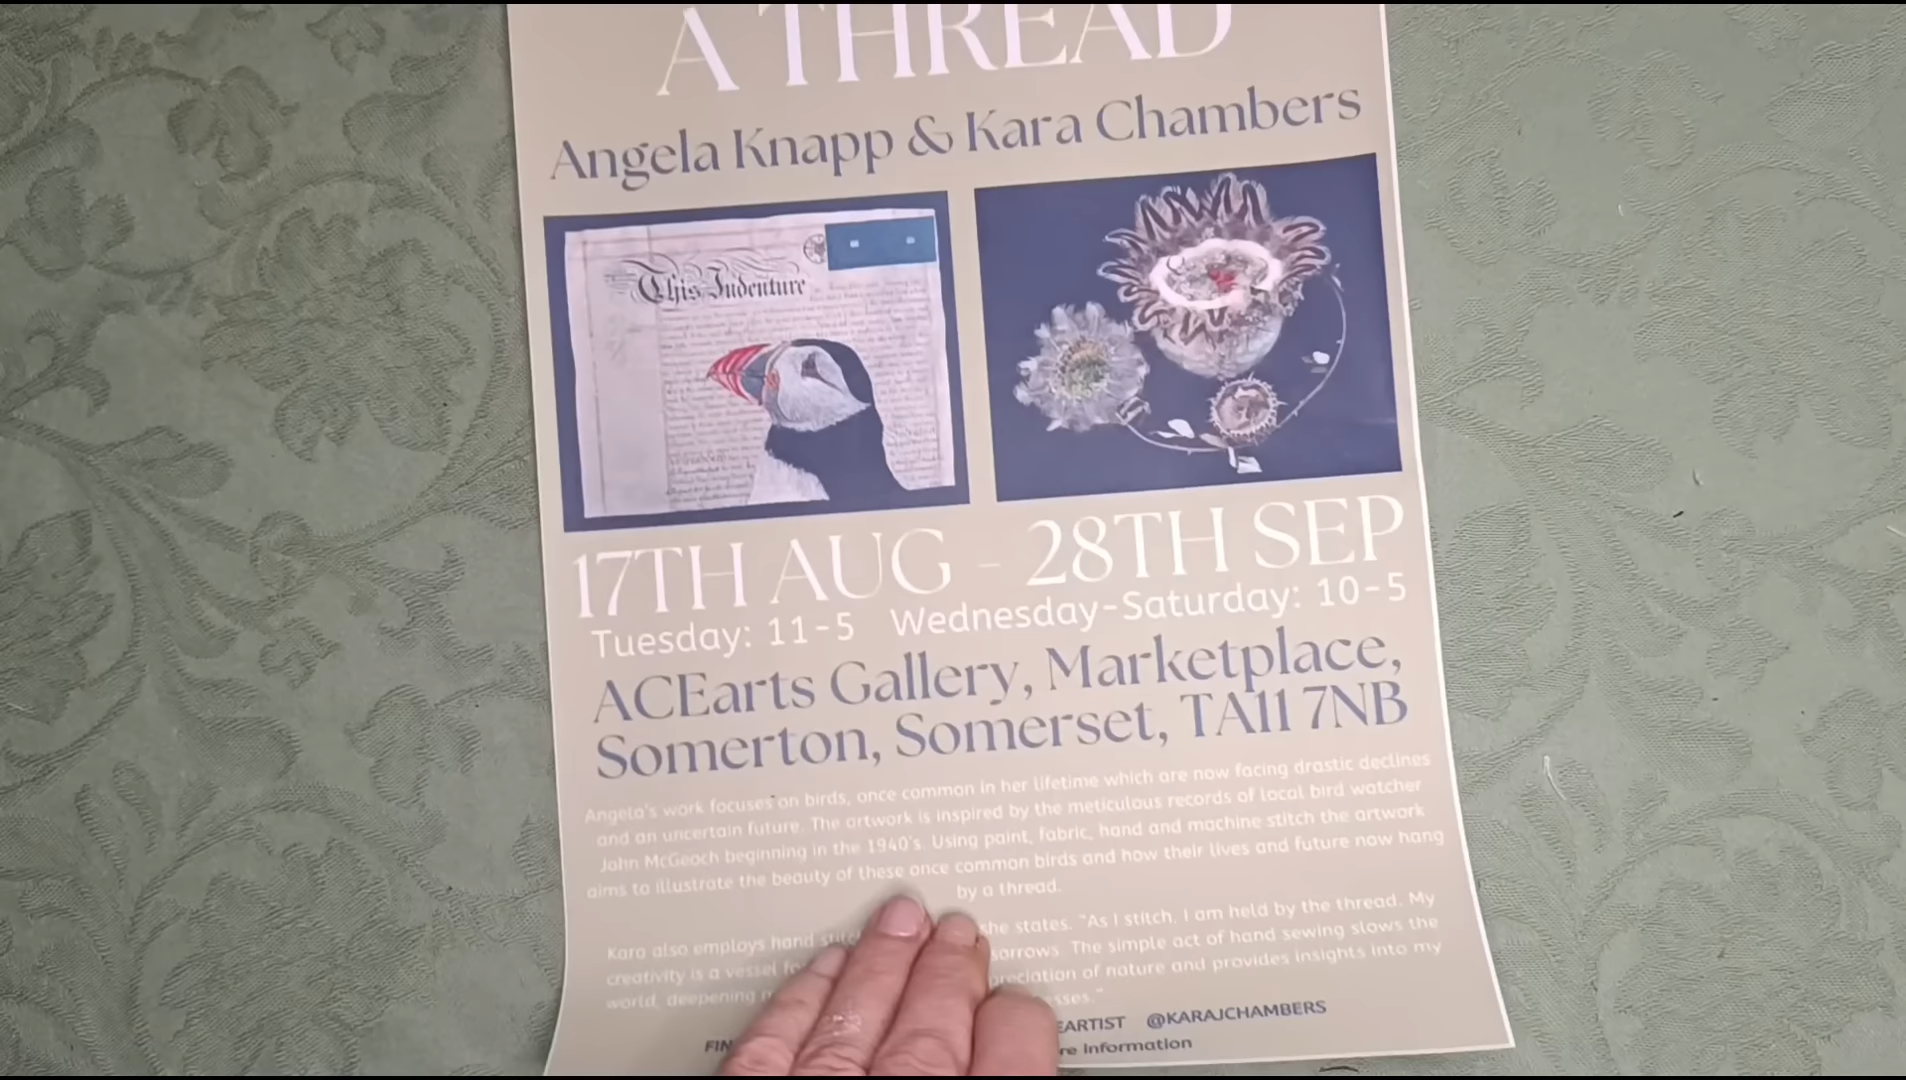 A THREAD
Angela Knapp & Kara Chambers
This Indenture
17TH AUG - 28TH SEP
Tuesday: 11-5 Wednesday-Saturday: 10-5
ACEarts Gallery, Marketplace,
Somerton, Somerset, TA11 7NB
Angela's work focuses on birds, once common in her lifetime which are now facing drastic declines
and an uncertain future. The artwork is inspired by the meticulous records of local bird watcher
John McGeoch beginning in the 1940's. Using paint, fabric, hand and machine stitch the artwork
aims to illustrate the beauty of these once common birds and how their lives and future now hang
by a thread.
Kara also employs hand she states. "As I stitch, I am held by the thread. My
creativity is a vessel sorrows. The simple act of hand sewing slows the
world, deepening of nature and provides insights into my
@KARAJCHAMBERS
information